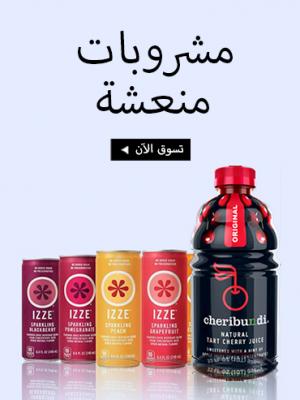 مشروبات
منعشة
تسوق الآن
IZZE
SPARKLING
BLACKBERRY
IZZE
SPARKLING
POMEGRANATE
IZZE
SPARKLING
PEACH
IZZE
SPARKLING
GRAPEFRUIT
ORIGINAL
cheribundi.
NATURAL
TART CHERRY JUICE